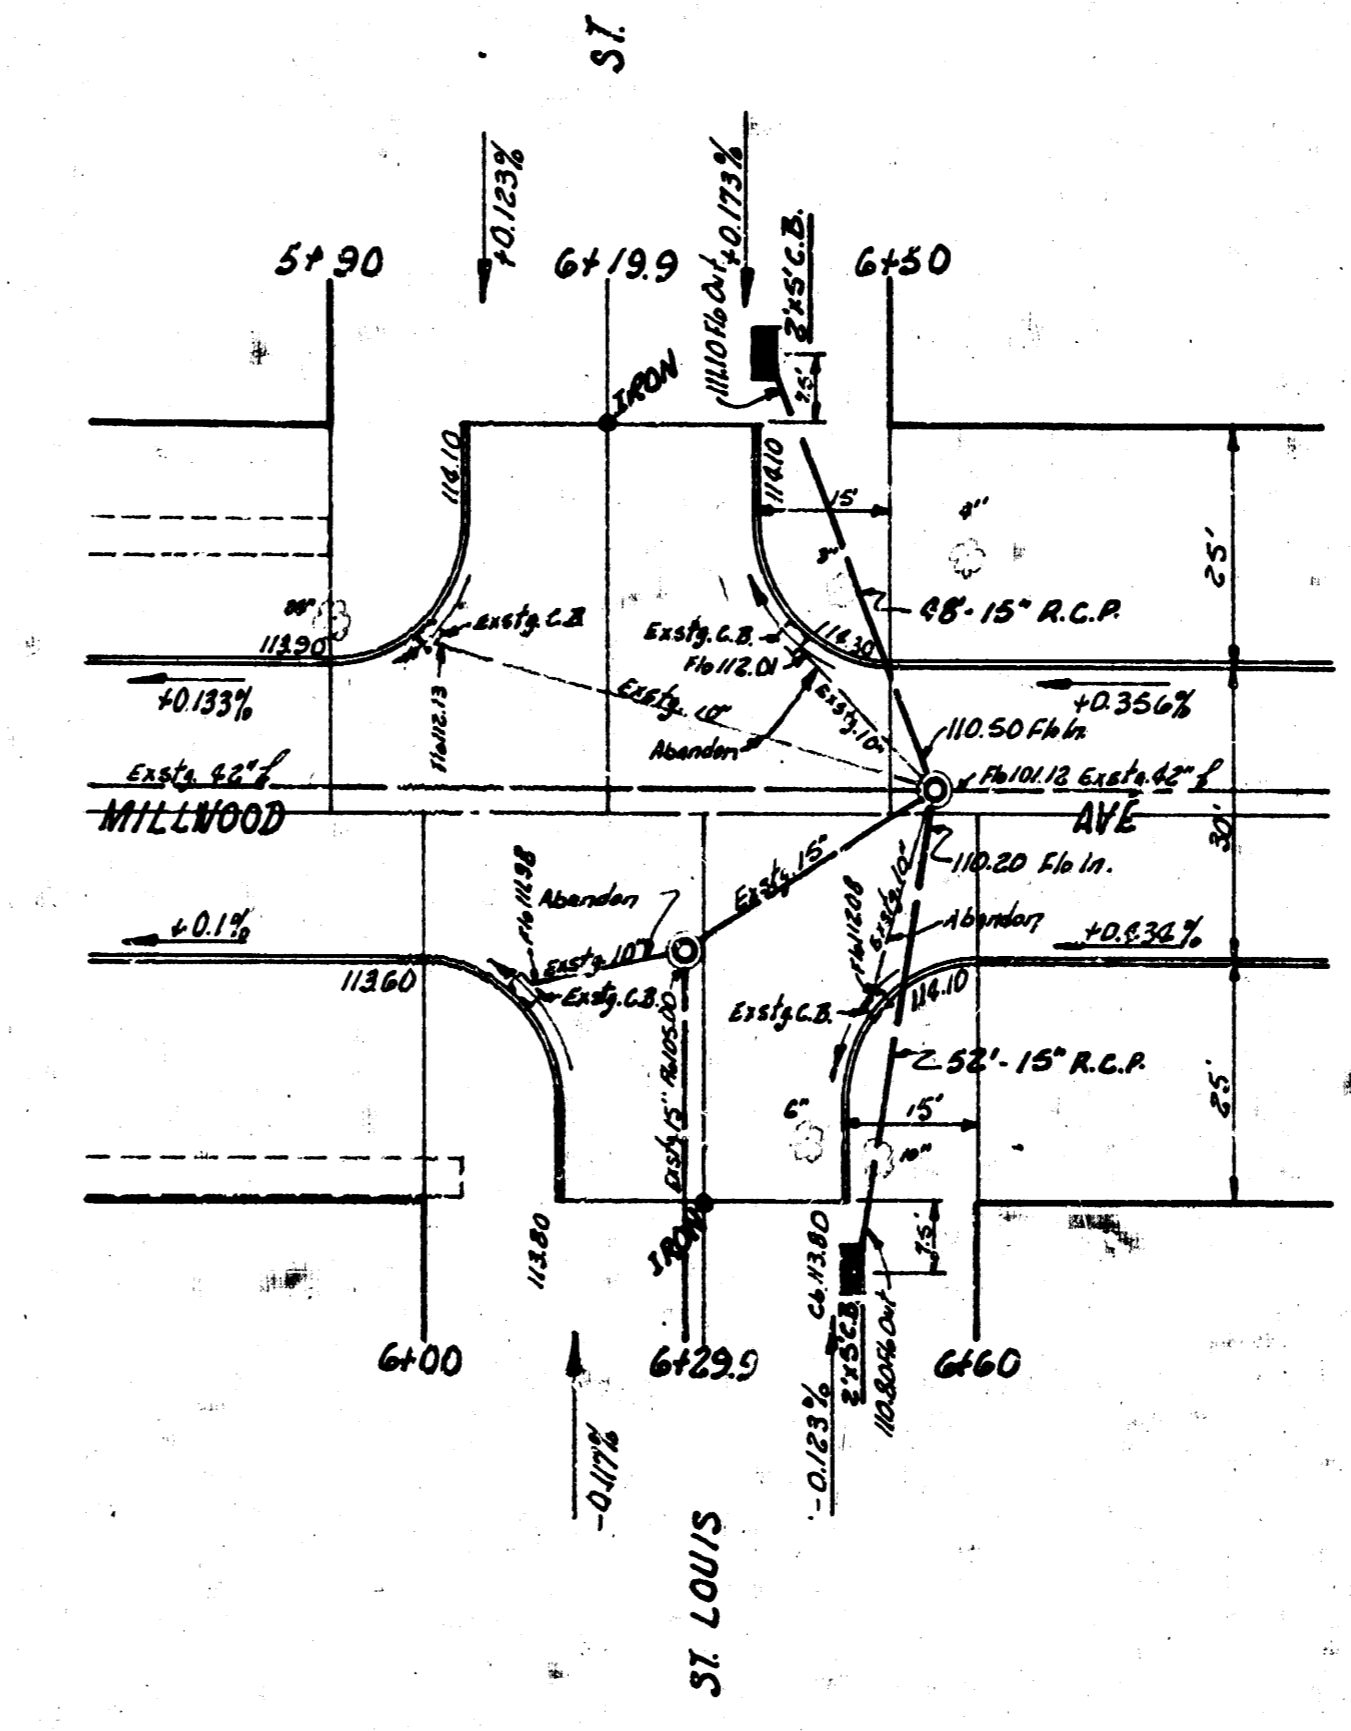 ST.
+0.123%
+0.173%
5+90
6+19.9
6+50
111.10 Flo Out
2'x5' C.B.
IRON
7.5'
114.10
114.10
15'
4"
25'
3"
48'-15" R.C.P.
Exstg. C.B.
Exstg. C.B.
Flo 112.01
114.30
113.90
+0.133%
Flo 112.13
Exstg. 10"
Exstg. 10"
Abandon
+0.356%
110.50 Flo In.
Exstg. 42"
Flo 101.12 Exstg. 42"
MILLWOOD
AVE
30'
Exstg. 15"
110.20 Flo In.
Flo 111.98
Abandon
Flo 112.08
Exstg. 10"
Abandon
+0.1%
+0.434%
Exstg. 10"
113.60
Exstg. C.B.
Exstg. C.B.
114.10
Exstg. 15" Flo 105.00
52'-15" R.C.P.
6"
15'
10"
25'
IRON
113.80
Cb. 113.80
7.5'
2'x5' C.B.
110.80 Flo Out
6+00
6+29.9
6+60
-0.117%
-0.123%
ST. LOUIS